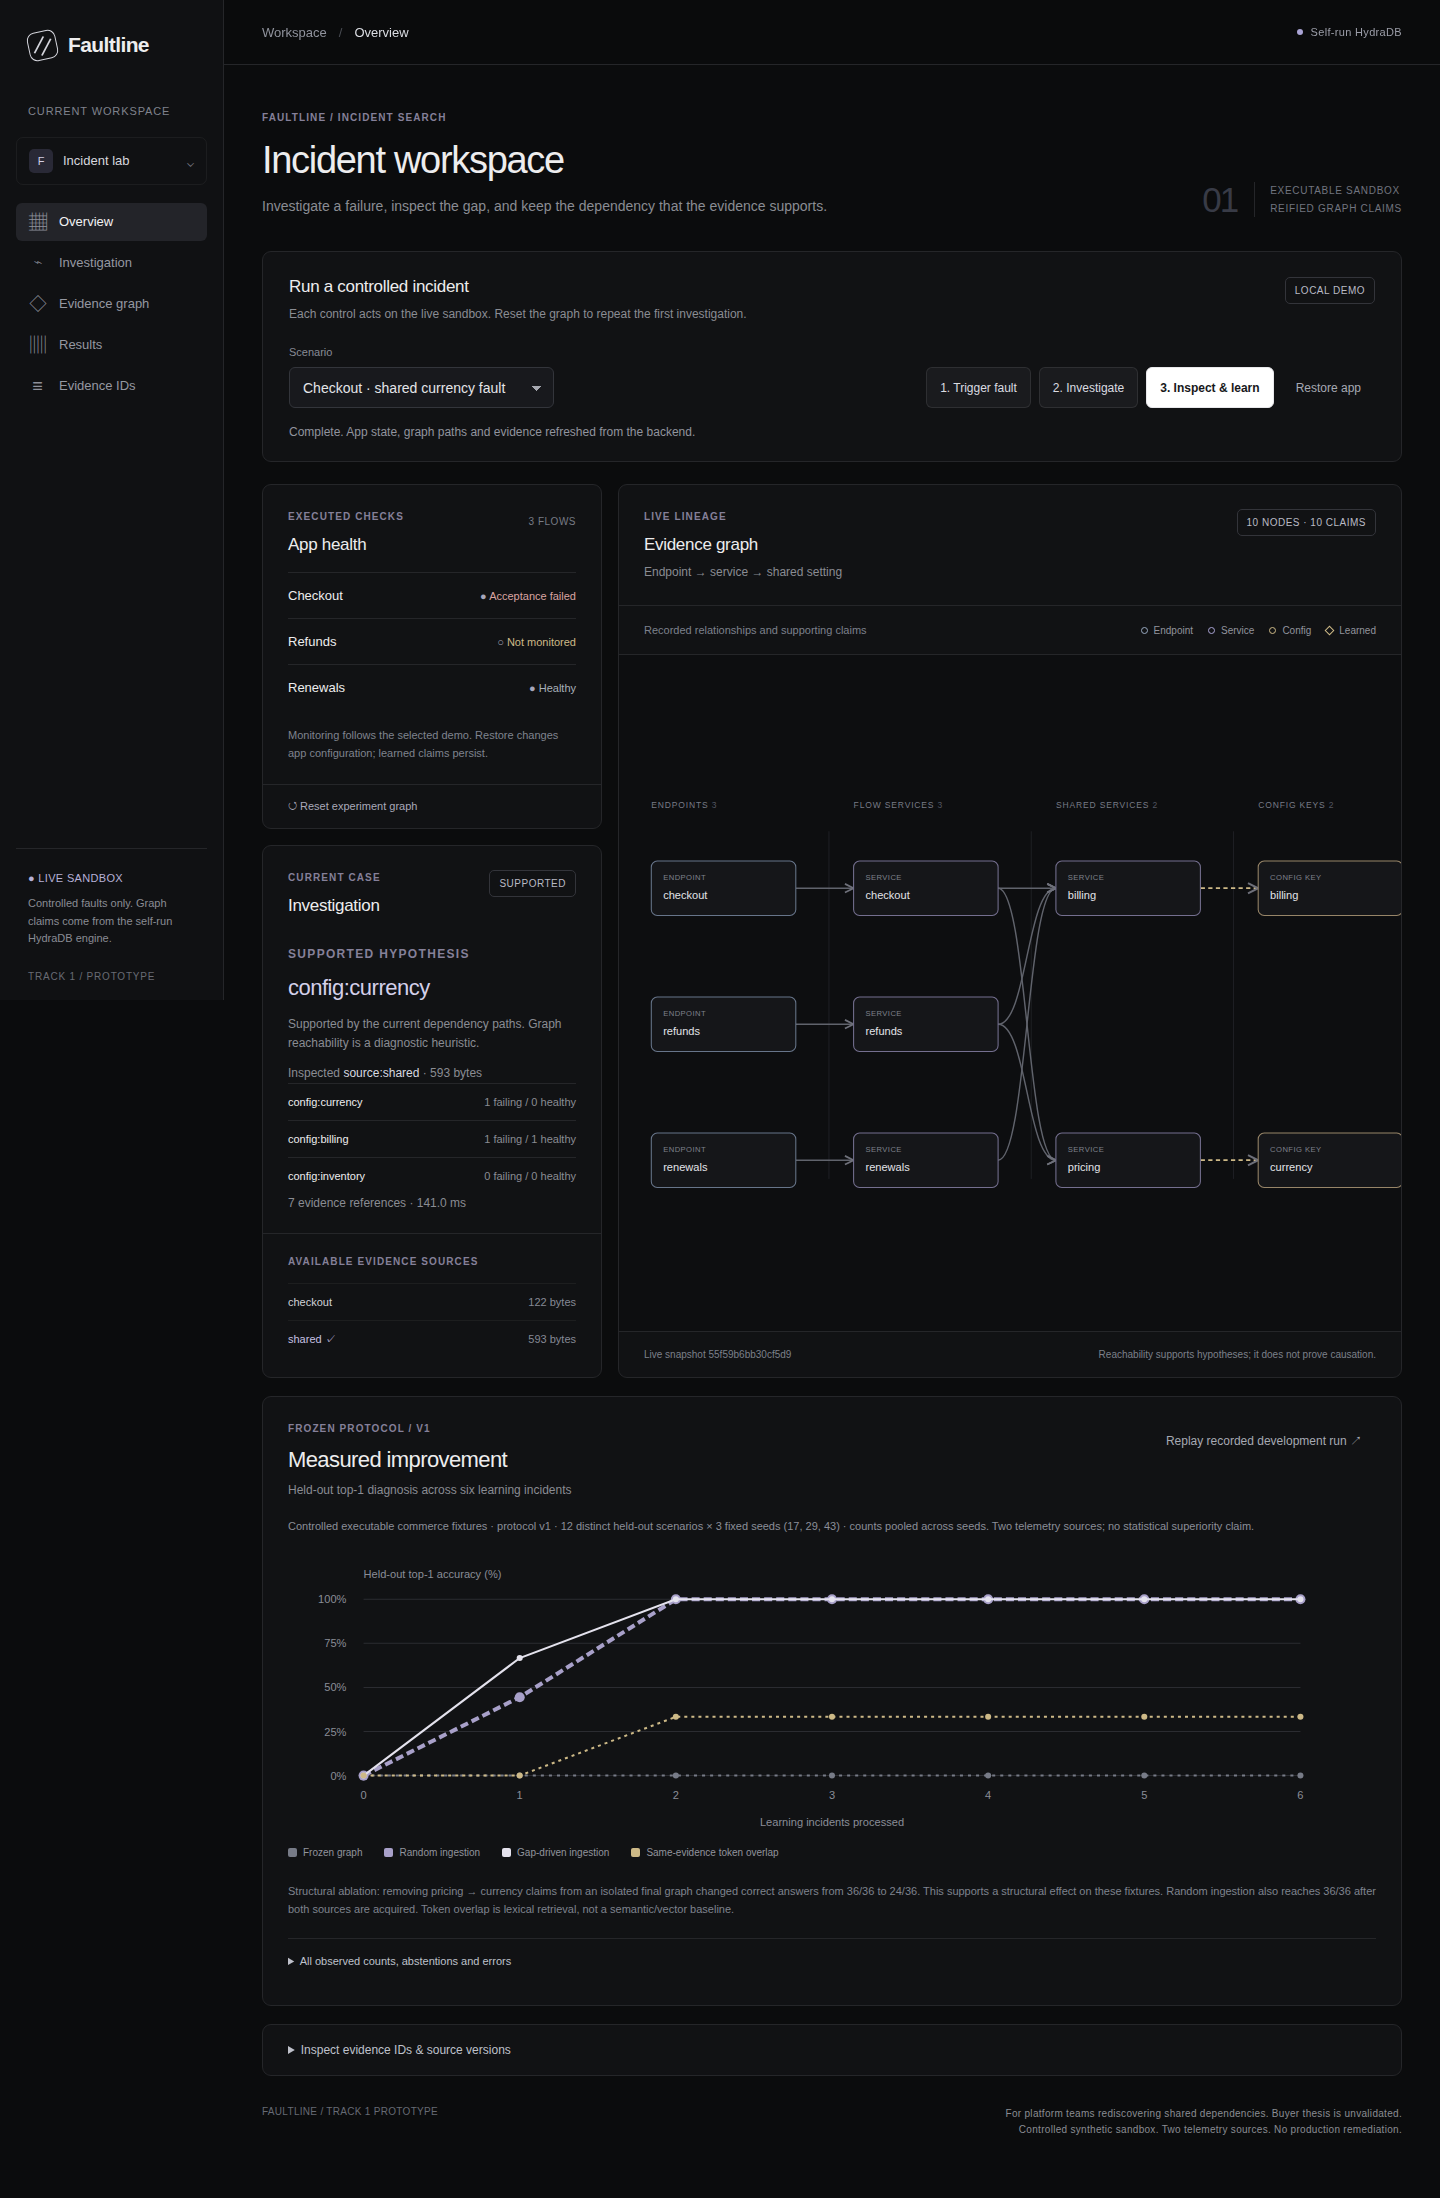 Faultline
CURRENT WORKSPACE
F Incident lab
Overview
Investigation
Evidence graph
Results
Evidence IDs
● LIVE SANDBOX
Controlled faults only. Graph
claims come from the self-run
HydraDB engine.
TRACK 1 / PROTOTYPE
Workspace / Overview
Self-run HydraDB
FAULTLINE / INCIDENT SEARCH
Incident workspace
Investigate a failure, inspect the gap, and keep the dependency that the evidence supports.
01
EXECUTABLE SANDBOX
REIFIED GRAPH CLAIMS
Run a controlled incident
LOCAL DEMO
Each control acts on the live sandbox. Reset the graph to repeat the first investigation.
Scenario
Checkout · shared currency fault
1. Trigger fault
2. Investigate
3. Inspect & learn
Restore app
Complete. App state, graph paths and evidence refreshed from the backend.
EXECUTED CHECKS
3 FLOWS
App health
Checkout ● Acceptance failed
Refunds ○ Not monitored
Renewals ● Healthy
Monitoring follows the selected demo. Restore changes
app configuration; learned claims persist.
Reset experiment graph
CURRENT CASE
SUPPORTED
Investigation
SUPPORTED HYPOTHESIS
config:currency
Supported by the current dependency paths. Graph
reachability is a diagnostic heuristic.
Inspected source:shared · 593 bytes
config:currency 1 failing / 0 healthy
config:billing 1 failing / 1 healthy
config:inventory 0 failing / 0 healthy
7 evidence references · 141.0 ms
AVAILABLE EVIDENCE SOURCES
checkout 122 bytes
shared ✓ 593 bytes
LIVE LINEAGE
10 NODES · 10 CLAIMS
Evidence graph
Endpoint → service → shared setting
Recorded relationships and supporting claims
Endpoint Service Config Learned
ENDPOINTS 3 FLOW SERVICES 3 SHARED SERVICES 2 CONFIG KEYS 2
ENDPOINT SERVICE SERVICE CONFIG KEY
checkout checkout billing billing
ENDPOINT SERVICE
refunds refunds
ENDPOINT SERVICE SERVICE CONFIG KEY
renewals renewals pricing currency
Live snapshot 55f59b6bb30cf5d9
Reachability supports hypotheses; it does not prove causation.
FROZEN PROTOCOL / V1
Measured improvement
Replay recorded development run ↗
Held-out top-1 diagnosis across six learning incidents
Controlled executable commerce fixtures · protocol v1 · 12 distinct held-out scenarios × 3 fixed seeds (17, 29, 43) · counts pooled across seeds. Two telemetry sources; no statistical superiority claim.
Held-out top-1 accuracy (%)
100%
75%
50%
25%
0%
0 1 2 3 4 5 6
Learning incidents processed
Frozen graph Random ingestion Gap-driven ingestion Same-evidence token overlap
Structural ablation: removing pricing → currency claims from an isolated final graph changed correct answers from 36/36 to 24/36. This supports a structural effect on these fixtures. Random ingestion also reaches 36/36 after
both sources are acquired. Token overlap is lexical retrieval, not a semantic/vector baseline.
All observed counts, abstentions and errors
Inspect evidence IDs & source versions
FAULTLINE / TRACK 1 PROTOTYPE
For platform teams rediscovering shared dependencies. Buyer thesis is unvalidated.
Controlled synthetic sandbox. Two telemetry sources. No production remediation.